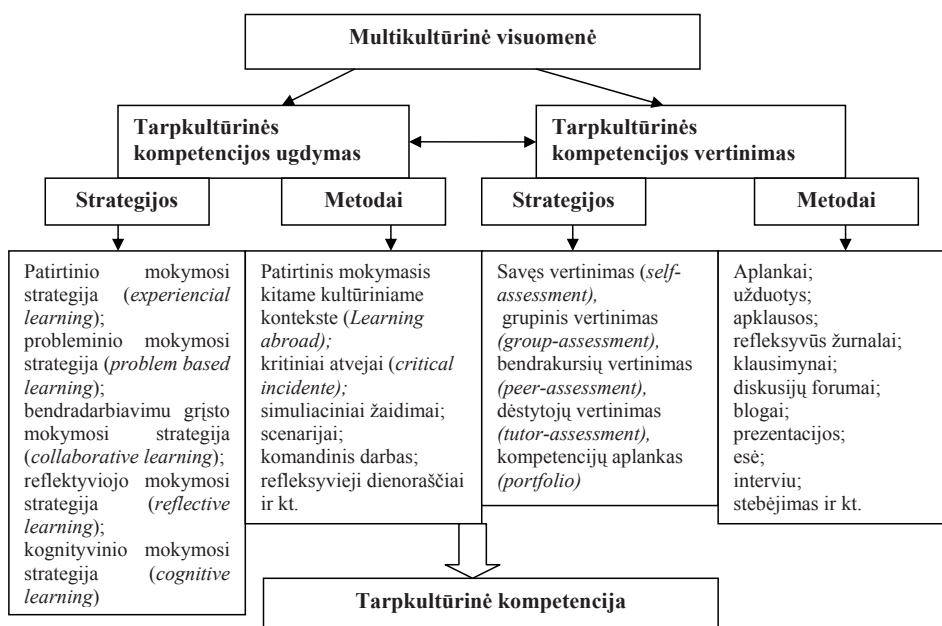 Multikultūrinė visuomenė
Tarpkultūrinės
kompetencijos ugdymas
Tarpkultūrinės
kompetencijos vertinimas
Strategijos
Metodai
Strategijos
Metodai
Patirtinio mokymosi
strategija (experiencial
learning);
probleminio mokymosi
strategija (problem based
learning);
bendradarbiavimu grįsto
mokymosi strategija
(collaborative learning);
reflektyviojo mokymosi
strategija (reflective
learning);
kognityvinio mokymosi
strategija (cognitive
learning)
Patirtinis mokymasis
kitame kultūriniame
kontekste (Learning
abroad);
kritiniai atvejai (critical
incidente);
simuliaciniai žaidimai;
scenarijai;
komandinis darbas;
refleksyvieji dienoraščiai
ir kt.
Savęs vertinimas (self-
assessment),
grupinis vertinimas
(group-assessment),
bendrakursių vertinimas
(peer-assessment),
dėstytojų vertinimas
(tutor-assessment),
kompetencijų aplankas
(portfolio)
Aplankai;
užduotys;
apklausos;
refleksyvūs žurnalai;
klausimynai;
diskusijų forumai;
blogai;
prezentacijos;
esė;
interviu;
stebėjimas ir kt.
Tarpkultūrinė kompetencija